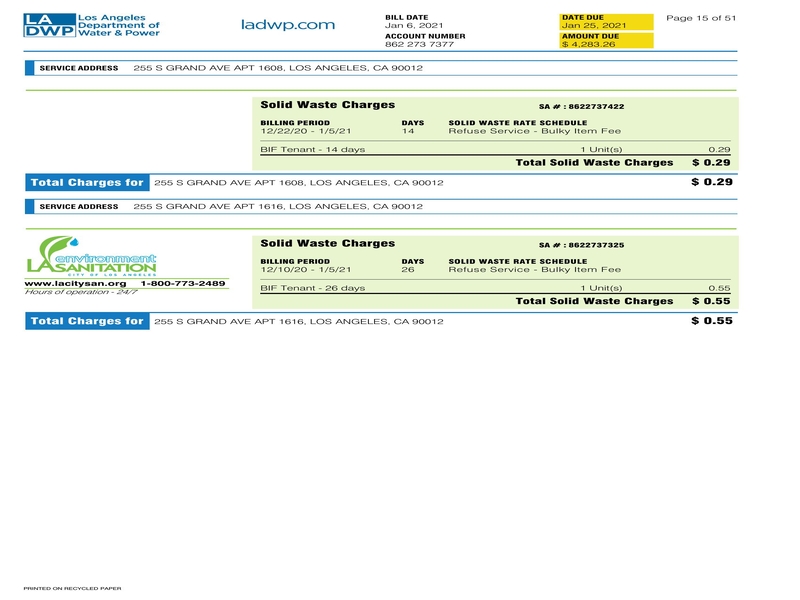 LA DWP Los Angeles Department of Water & Power
ladwp.com
BILL DATE
Jan 6, 2021
ACCOUNT NUMBER
862 273 7377
DATE DUE
Jan 25, 2021
AMOUNT DUE
$ 4,283.26
Page 15 of 51
SERVICE ADDRESS 255 S GRAND AVE APT 1608, LOS ANGELES, CA 90012
Solid Waste Charges SA # : 8622737422
BILLING PERIOD DAYS SOLID WASTE RATE SCHEDULE
12/22/20 - 1/5/21 14 Refuse Service - Bulky Item Fee
BIF Tenant - 14 days 1 Unit(s) 0.29
Total Solid Waste Charges $ 0.29
Total Charges for 255 S GRAND AVE APT 1608, LOS ANGELES, CA 90012 $ 0.29
SERVICE ADDRESS 255 S GRAND AVE APT 1616, LOS ANGELES, CA 90012
environment
LA SANITATION
CITY OF LOS ANGELES
www.lacitysan.org 1-800-773-2489
Hours of operation - 24/7
Solid Waste Charges SA # : 8622737325
BILLING PERIOD DAYS SOLID WASTE RATE SCHEDULE
12/10/20 - 1/5/21 26 Refuse Service - Bulky Item Fee
BIF Tenant - 26 days 1 Unit(s) 0.55
Total Solid Waste Charges $ 0.55
Total Charges for 255 S GRAND AVE APT 1616, LOS ANGELES, CA 90012 $ 0.55
PRINTED ON RECYCLED PAPER